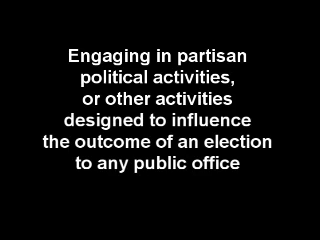 Engaging in partisan
political activities,
or other activities
designed to influence
the outcome of an election
to any public office